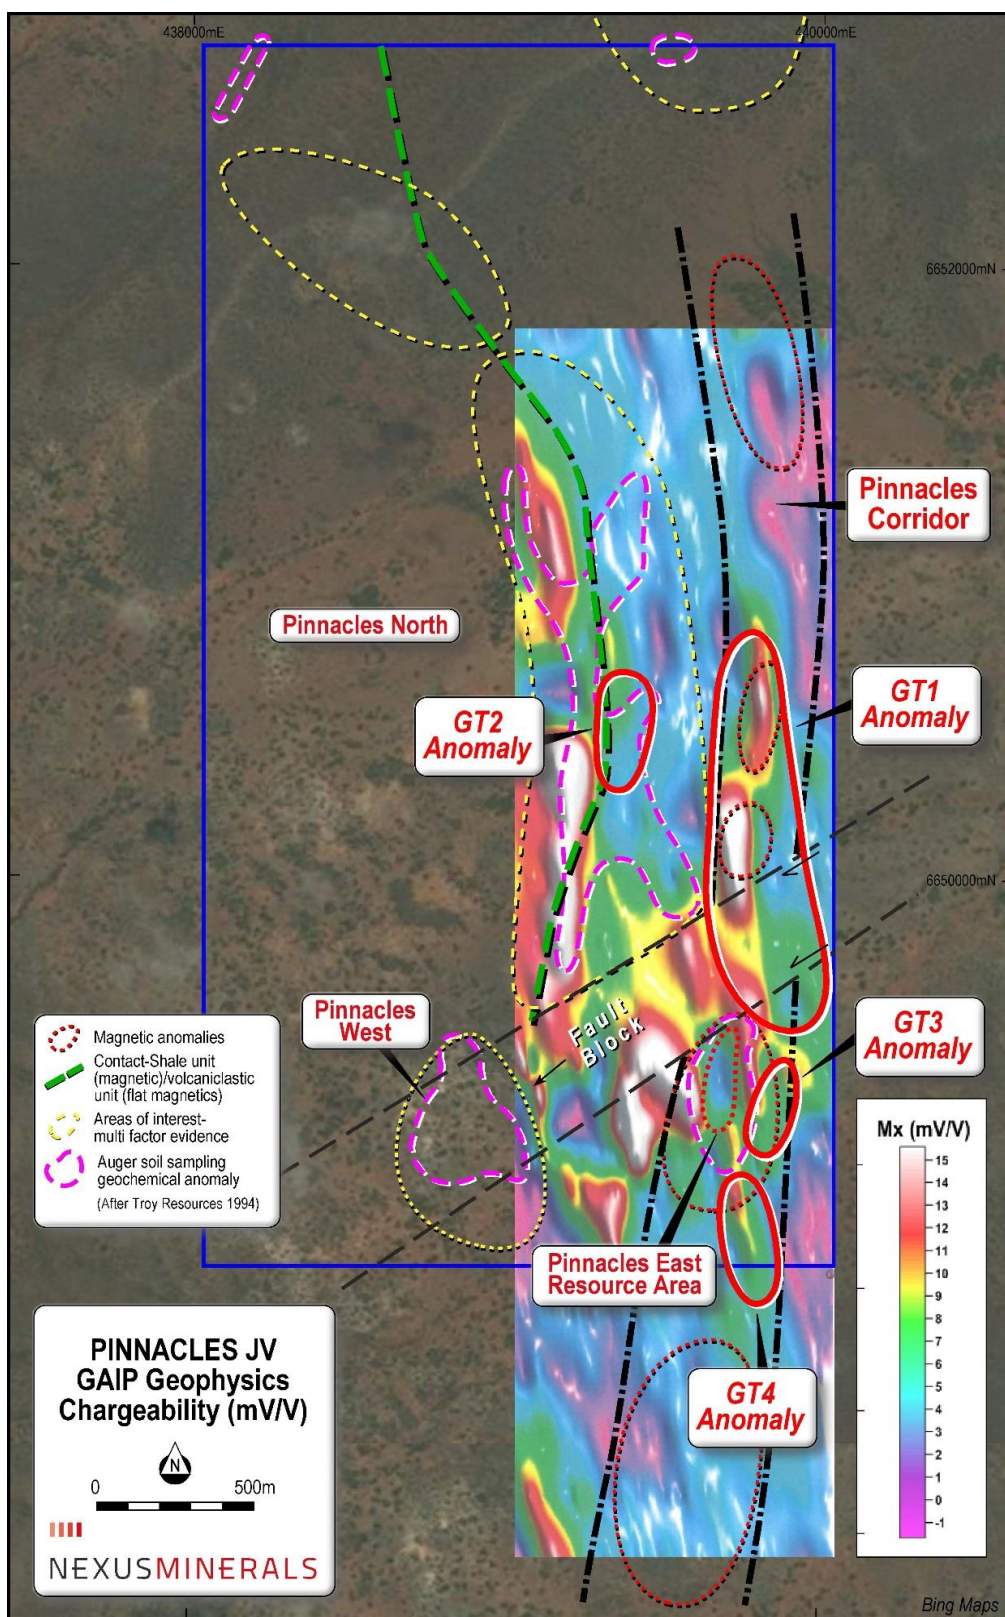 438000mE
440000mE
6652000mN
Pinnacles
Corridor
Pinnacles North
GT2
Anomaly
GT1
Anomaly
6650000mN
Pinnacles
West
Fault
Block
GT3
Anomaly
Magnetic anomalies
Contact-Shale unit
(magnetic)/volcaniclastic
unit (flat magnetics)
Areas of interest-
multi factor evidence
Auger soil sampling
geochemical anomaly
(After Troy Resources 1994)
Mx (mV/V)
15
14
13
12
11
10
9
8
7
6
5
4
3
2
1
0
-1
Pinnacles East
Resource Area
GT4
Anomaly
PINNACLES JV
GAIP Geophysics
Chargeability (mV/V)
N
0 500m
NEXUSMINERALS
Bing Maps